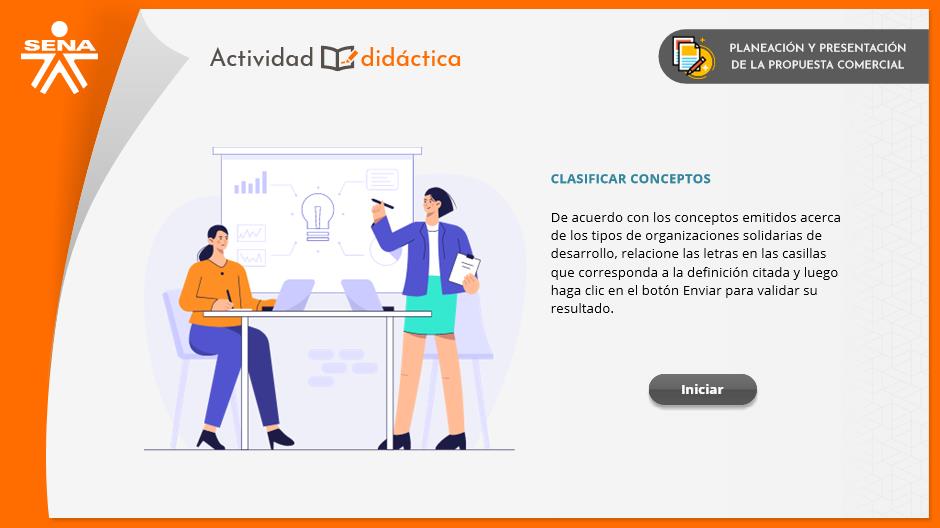 SENA
Actividad didáctica
PLANEACIÓN Y PRESENTACIÓN
DE LA PROPUESTA COMERCIAL
CLASIFICAR CONCEPTOS
De acuerdo con los conceptos emitidos acerca
de los tipos de organizaciones solidarias de
desarrollo, relacione las letras en las casillas
que corresponda a la definición citada y luego
haga clic en el botón Enviar para validar su
resultado.
Iniciar